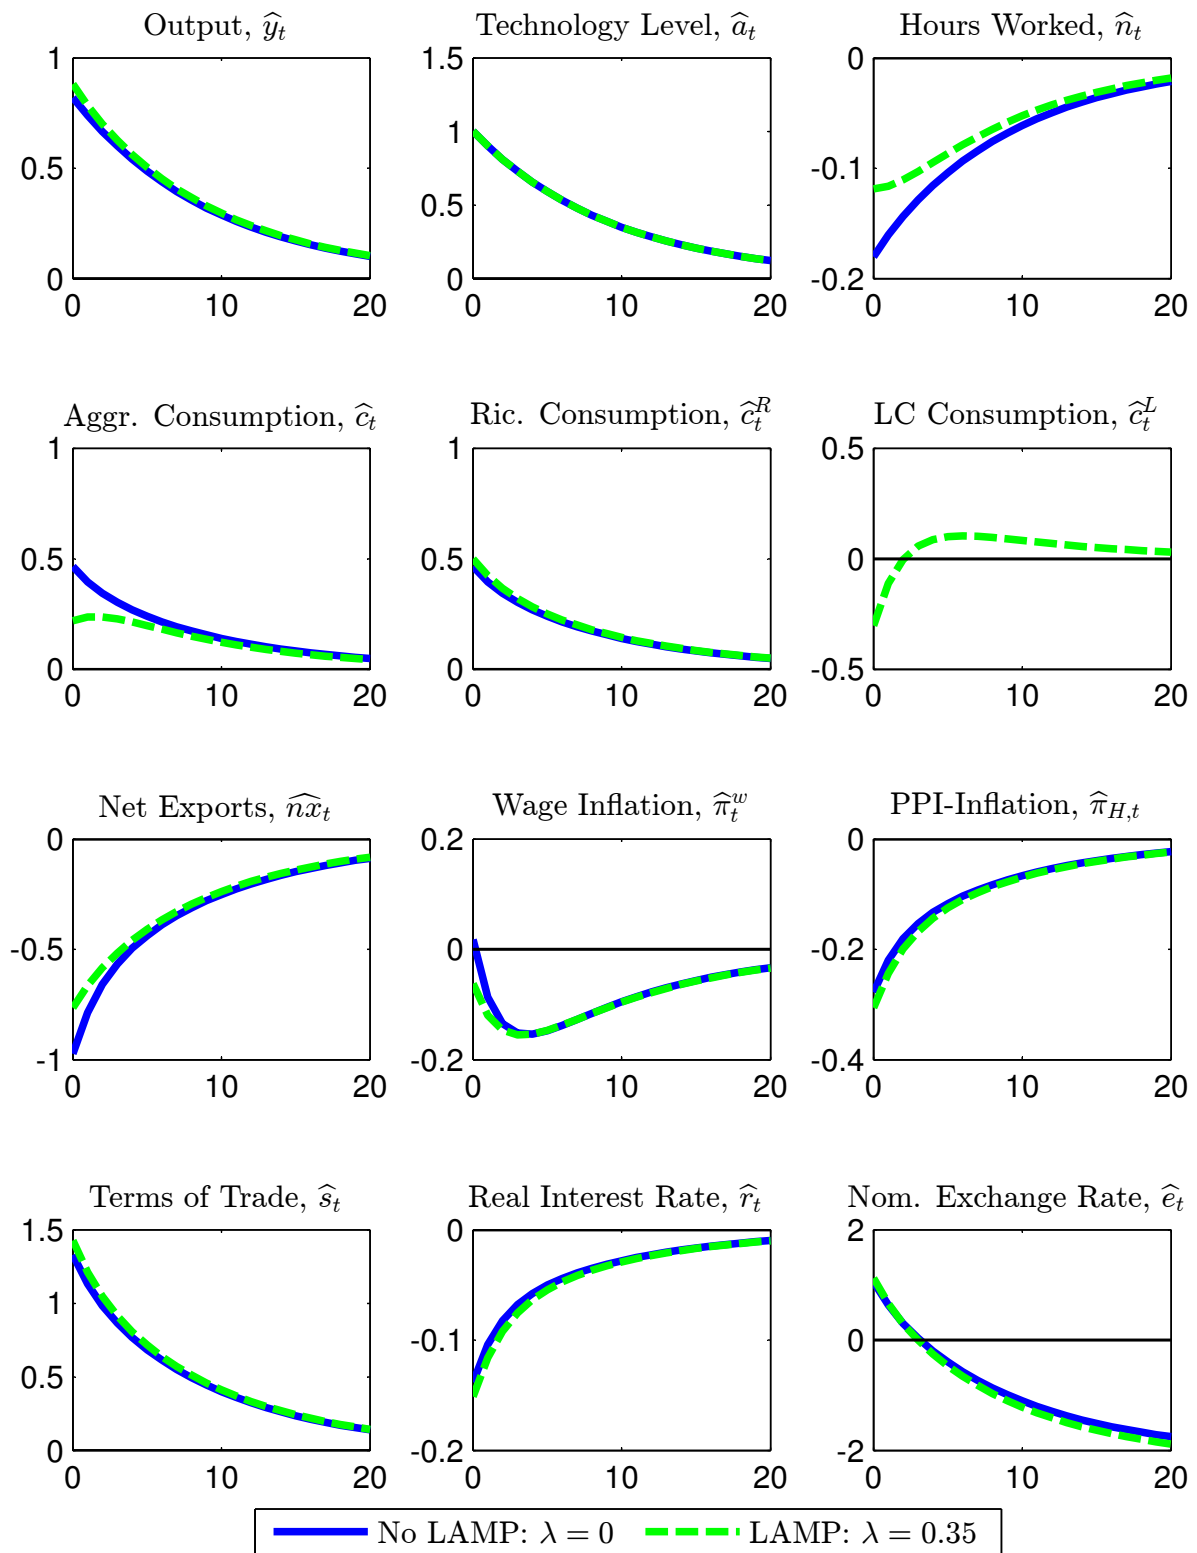 Output, ŷ_t
Technology Level, â_t
Hours Worked, n̂_t
1
0.5
0
0 10 20
1.5
1
0.5
0
0 10 20
0
-0.1
-0.2
0 10 20
Aggr. Consumption, ĉ_t
Ric. Consumption, ĉ_t^R
LC Consumption, ĉ_t^L
1
0.5
0
0 10 20
1
0.5
0
0 10 20
0.5
0
-0.5
0 10 20
Net Exports, n̂x_t
Wage Inflation, π̂_t^w
PPI-Inflation, π̂_{H,t}
0
-0.5
-1
0 10 20
0.2
0
-0.2
0 10 20
0
-0.2
-0.4
0 10 20
Terms of Trade, ŝ_t
Real Interest Rate, r̂_t
Nom. Exchange Rate, ê_t
1.5
1
0.5
0
0 10 20
0
-0.1
-0.2
0 10 20
2
0
-2
0 10 20
No LAMP: λ = 0
LAMP: λ = 0.35